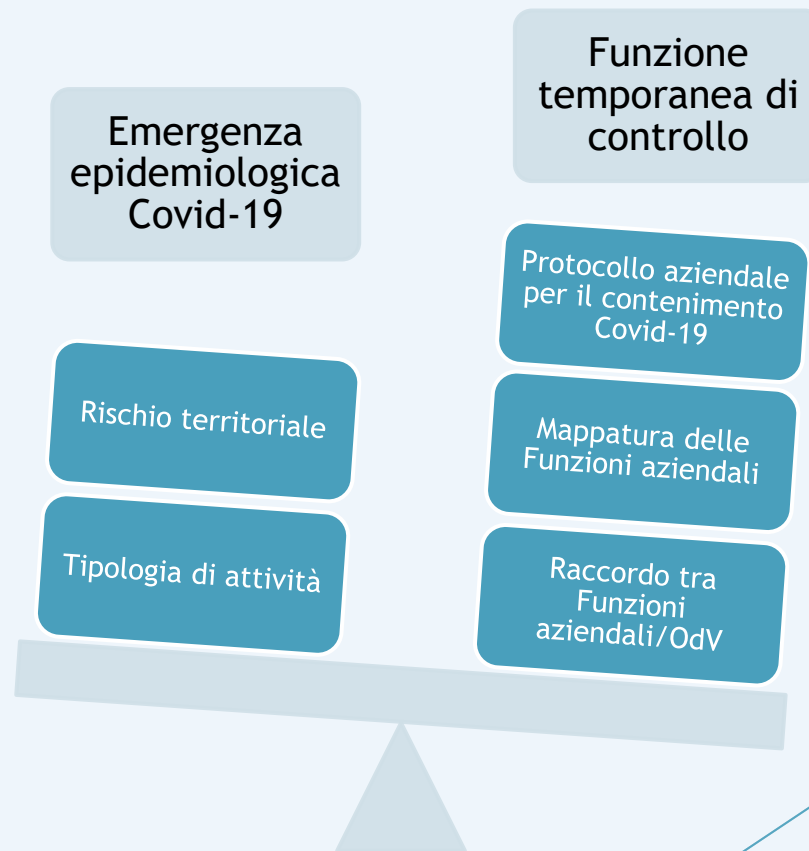 Emergenza
epidemiologica
Covid-19
Rischio territoriale
Tipologia di attività
Funzione
temporanea di
controllo
Protocollo aziendale
per il contenimento
Covid-19
Mappatura delle
Funzioni aziendali
Raccordo tra
Funzioni
aziendali/OdV